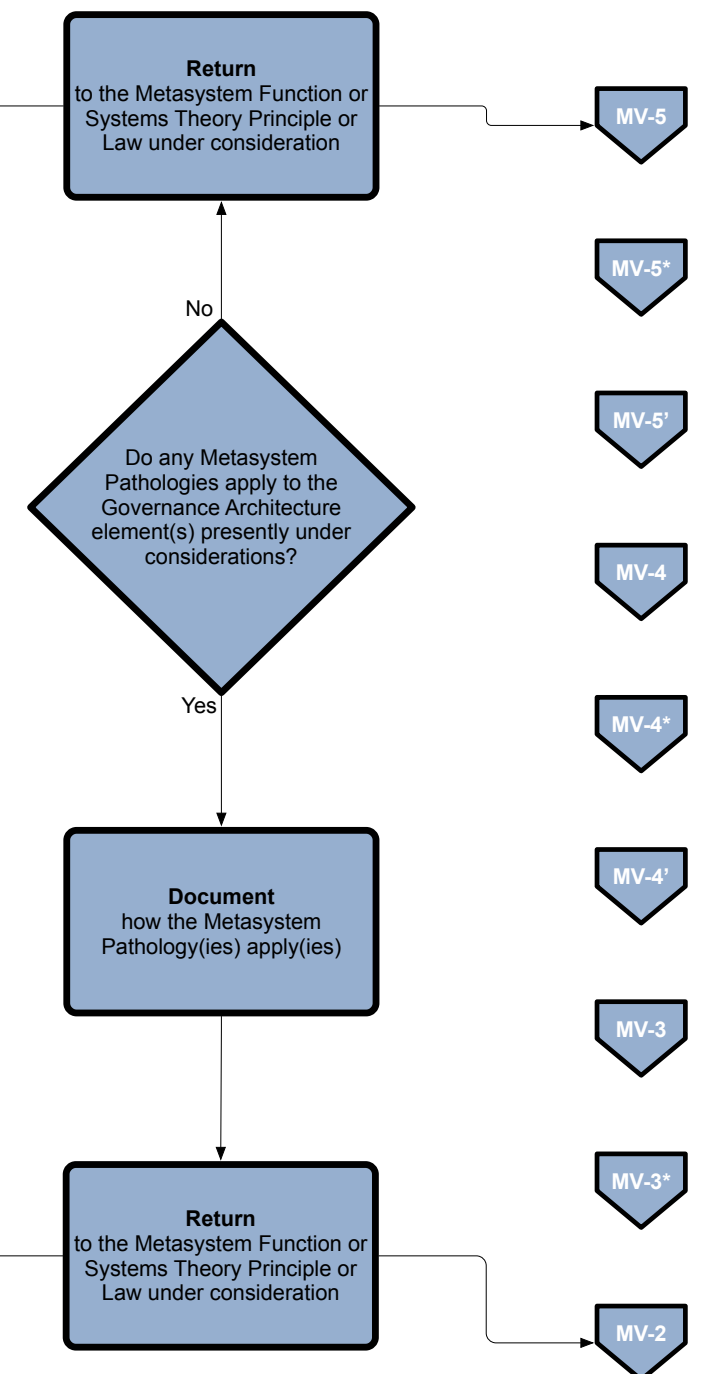 Return
to the Metasystem Function or
Systems Theory Principle or
Law under consideration
MV-5
MV-5*
No
MV-5’
Do any Metasystem
Pathologies apply to the
Governance Architecture
element(s) presently under
considerations?
MV-4
Yes
MV-4*
Document
how the Metasystem
Pathology(ies) apply(ies)
MV-4’
MV-3
MV-3*
Return
to the Metasystem Function or
Systems Theory Principle or
Law under consideration
MV-2